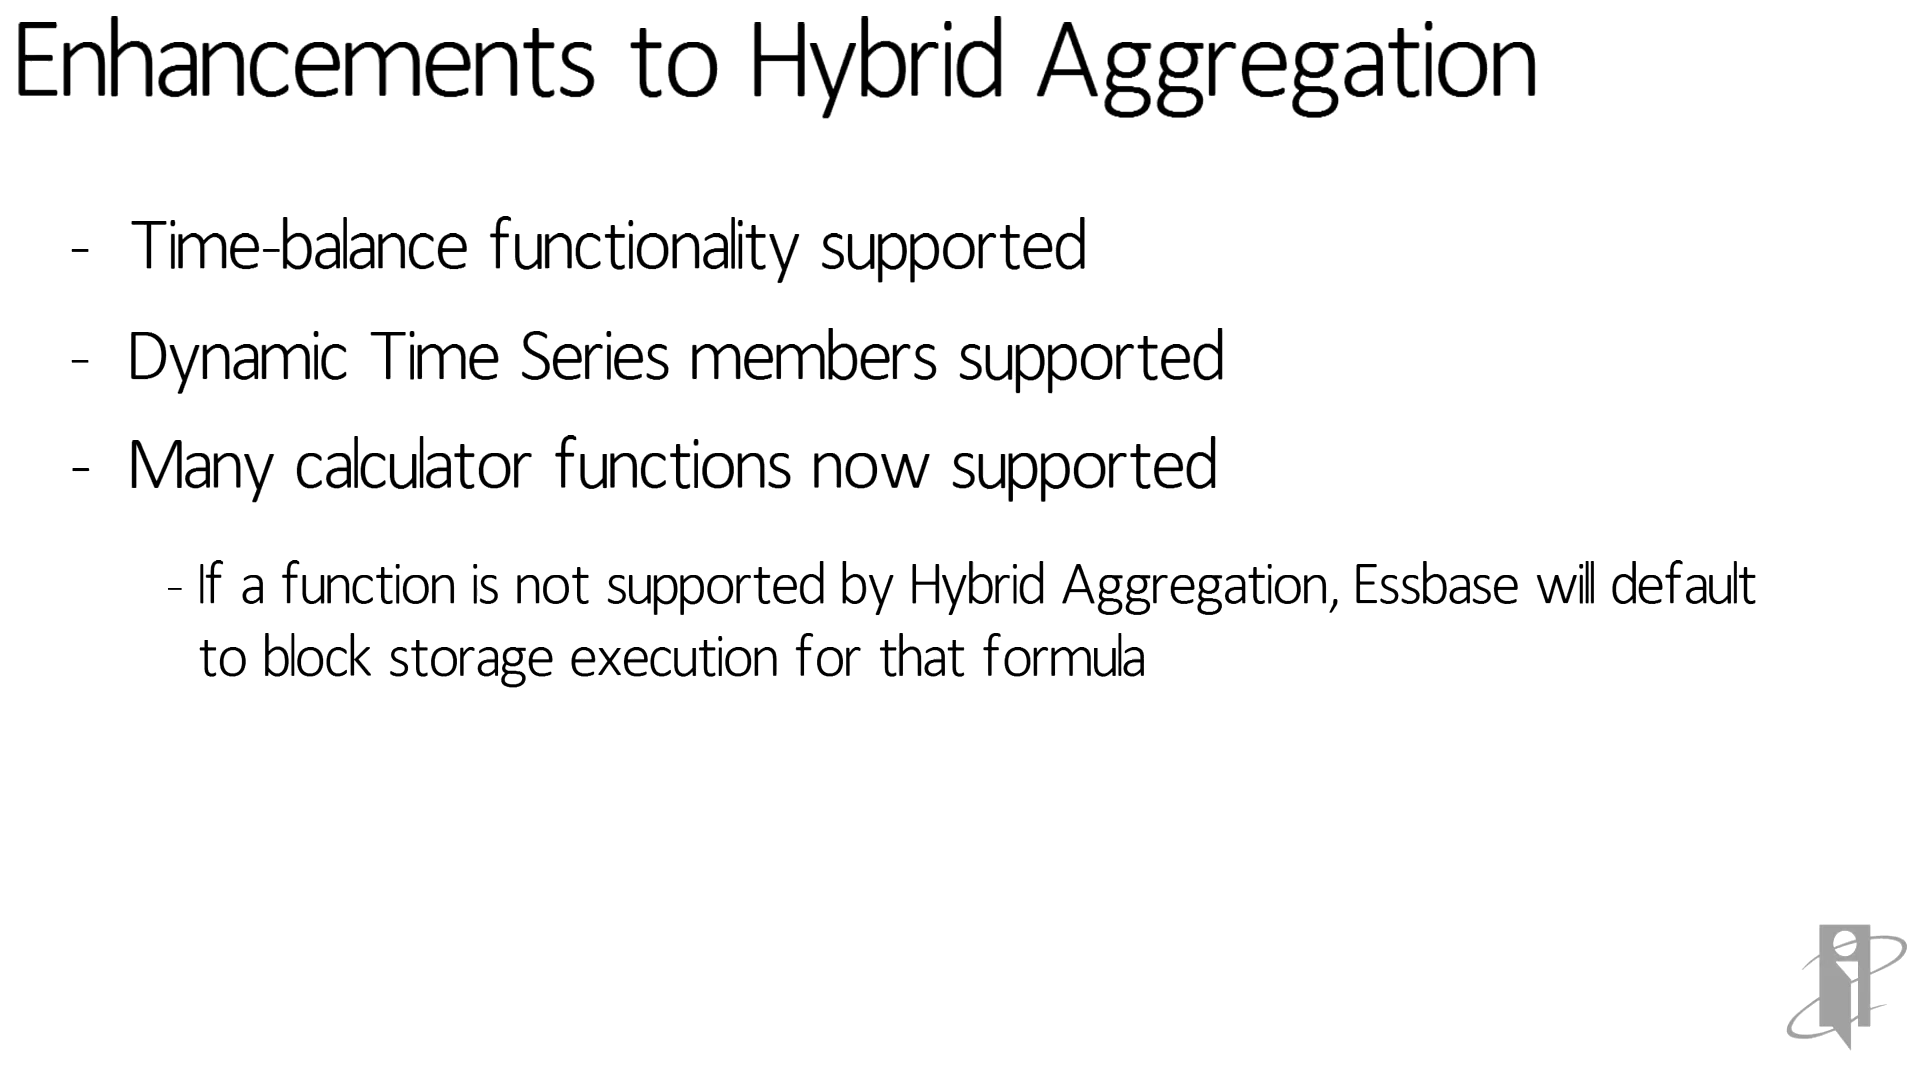 Enhancements to Hybrid Aggregation
- Time-balance functionality supported
- Dynamic Time Series members supported
- Many calculator functions now supported
- If a function is not supported by Hybrid Aggregation, Essbase will default
to block storage execution for that formula